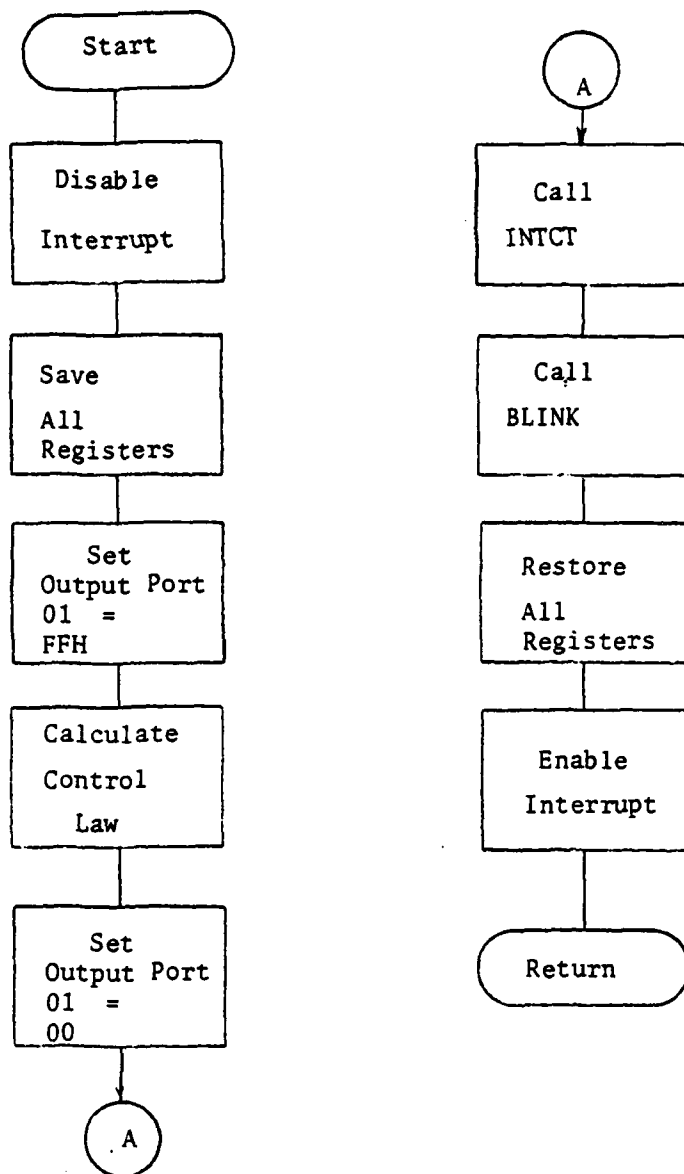 Start
Disable
Interrupt
Save
All
Registers
Set
Output Port
01 =
FFH
Calculate
Control
Law
Set
Output Port
01 =
00
A
A
Call
INTCT
Call
BLINK
Restore
All
Registers
Enable
Interrupt
Return